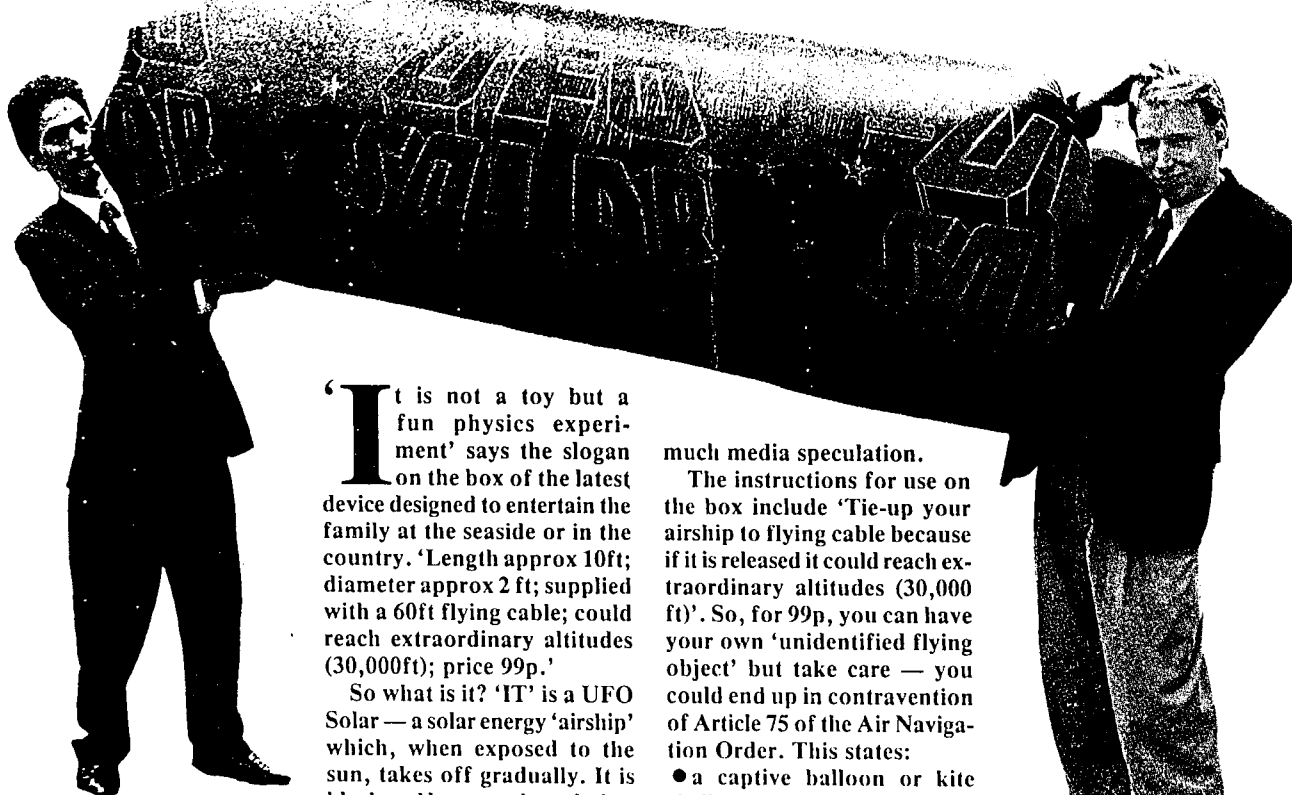 UFO
SOLAR
'It is not a toy but a
fun physics experi-
ment' says the slogan
on the box of the latest
device designed to entertain the
family at the seaside or in the
country. 'Length approx 10ft;
diameter approx 2 ft; supplied
with a 60ft flying cable; could
reach extraordinary altitudes
(30,000ft); price 99p.'
So what is it? 'IT' is a UFO
Solar — a solar energy 'airship'
which, when exposed to the
sun, takes off gradually. It is
much media speculation.
The instructions for use on
the box include 'Tie-up your
airship to flying cable because
if it is released it could reach ex-
traordinary altitudes (30,000
ft)'. So, for 99p, you can have
your own 'unidentified flying
object' but take care — you
could end up in contravention
of Article 75 of the Air Naviga-
tion Order. This states:
●a captive balloon or kite